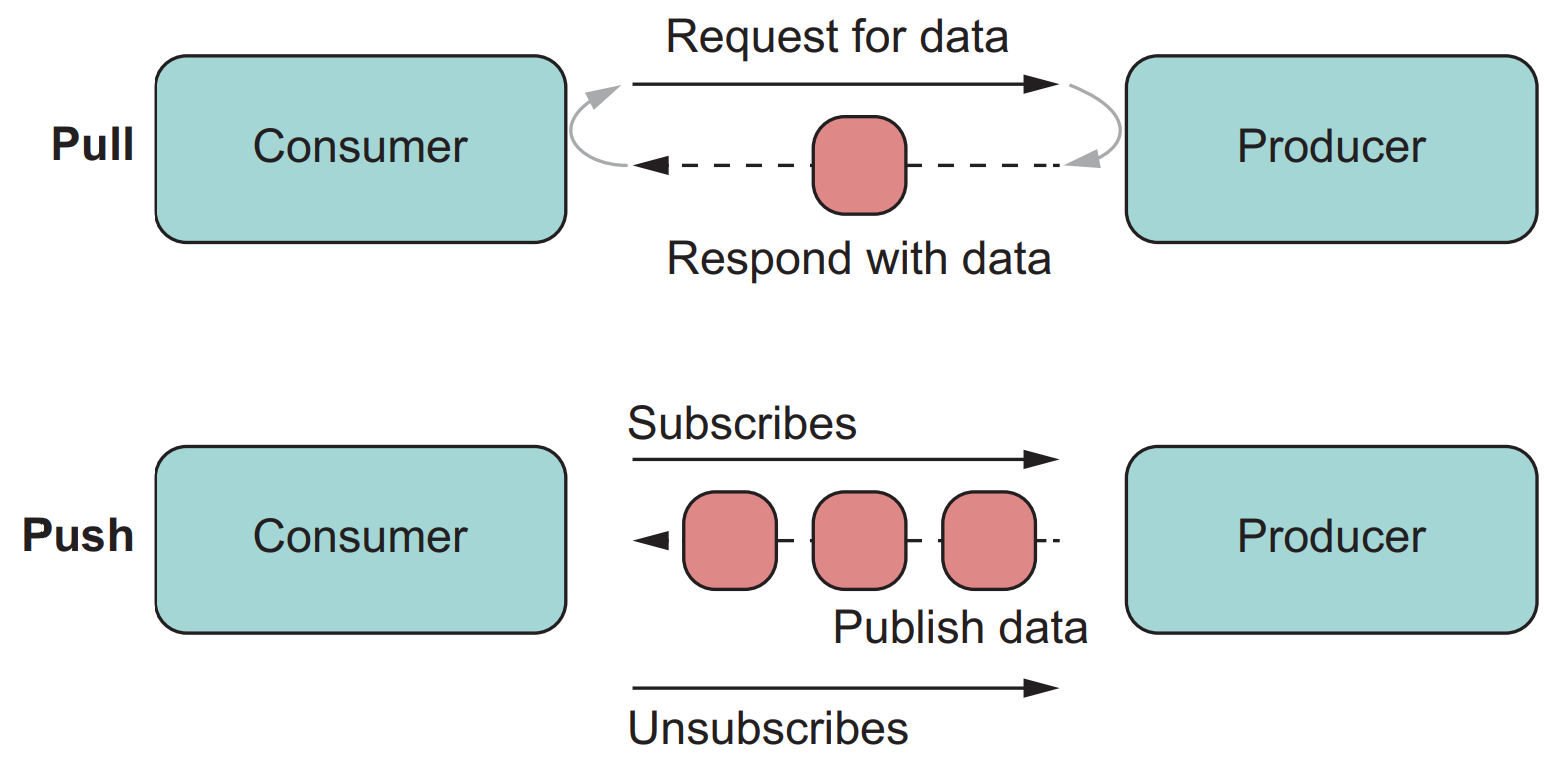 Request for data
Pull
Consumer
Producer
Respond with data
Subscribes
Push
Consumer
Producer
Publish data
Unsubscribes